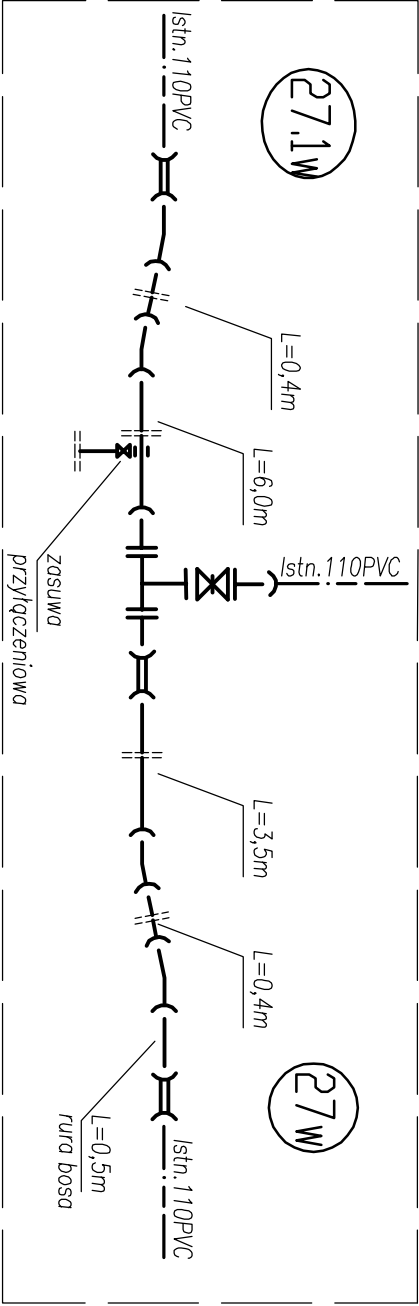 27.1w
Istn.110PVC
L=0,4m
L=6,0m
zasuwa
przyłączeniowa
Istn.110PVC
L=3,5m
L=0,4m
27w
L=0,5m
rura bosa
Istn.110PVC